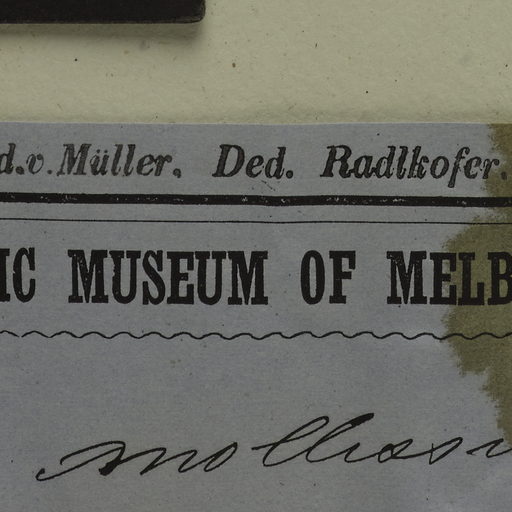 d.v. Müller. Ded. Radlkofer.
IC MUSEUM OF MELB